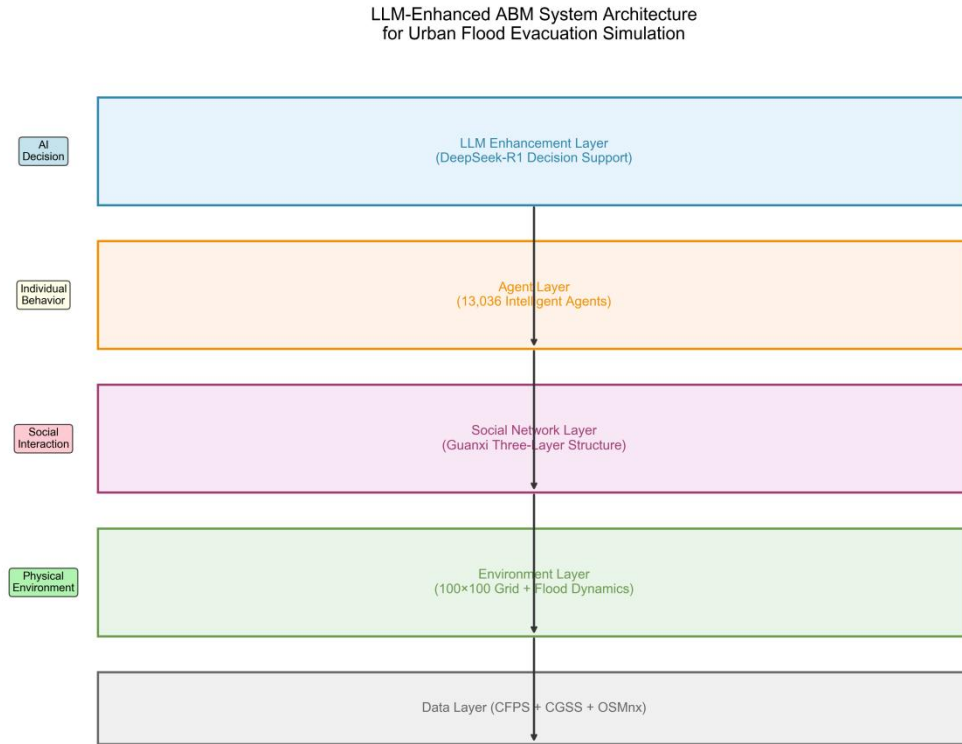 LLM-Enhanced ABM System Architecture
for Urban Flood Evacuation Simulation
AI
Decision
LLM Enhancement Layer
(DeepSeek-R1 Decision Support)
Individual
Behavior
Agent Layer
(13,036 Intelligent Agents)
Social
Interaction
Social Network Layer
(Guanxi Three-Layer Structure)
Physical
Environment
Environment Layer
(100×100 Grid + Flood Dynamics)
Data Layer (CFPS + CGSS + OSMnx)